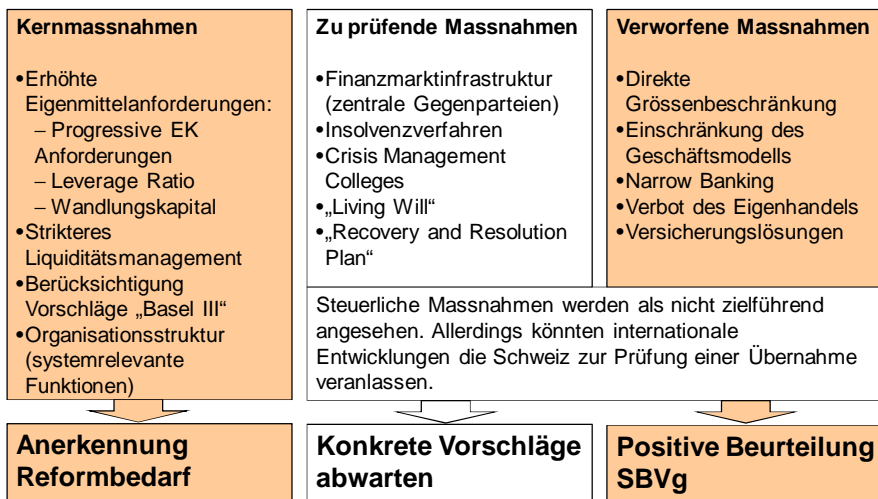 Kernmassnahmen
•Erhöhte
Eigenmittelanforderungen:
– Progressive EK
Anforderungen
– Leverage Ratio
– Wandlungskapital
•Strikteres
Liquiditätsmanagement
•Berücksichtigung
Vorschläge „Basel III“
•Organisationsstruktur
(systemrelevante
Funktionen)
Zu prüfende Massnahmen
•Finanzmarktinfrastruktur
(zentrale Gegenparteien)
•Insolvenzverfahren
•Crisis Management
Colleges
•„Living Will“
•„Recovery and Resolution
Plan“
Verworfene Massnahmen
•Direkte
Grössenbeschränkung
•Einschränkung des
Geschäftsmodells
•Narrow Banking
•Verbot des Eigenhandels
•Versicherungslösungen
Steuerliche Massnahmen werden als nicht zielführend
angesehen. Allerdings könnten internationale
Entwicklungen die Schweiz zur Prüfung einer Übernahme
veranlassen.
Anerkennung
Reformbedarf
Konkrete Vorschläge
abwarten
Positive Beurteilung
SBVg